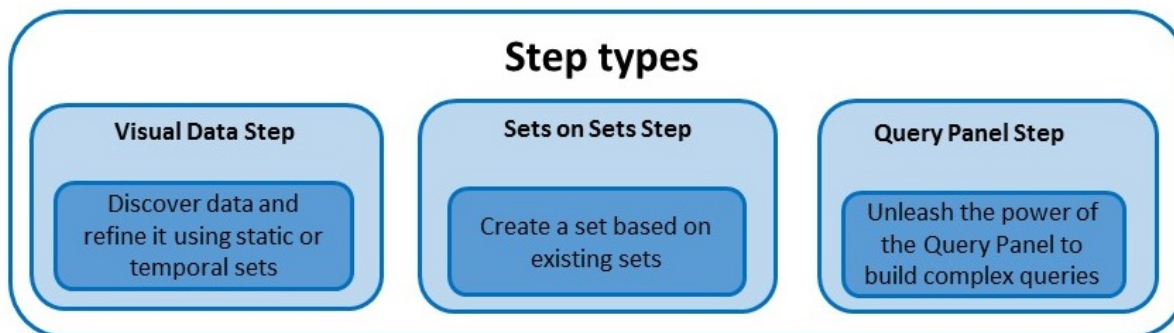 Step types
Visual Data Step
Discover data and
refine it using static or
temporal sets
Sets on Sets Step
Create a set based on
existing sets
Query Panel Step
Unleash the power of
the Query Panel to
build complex queries